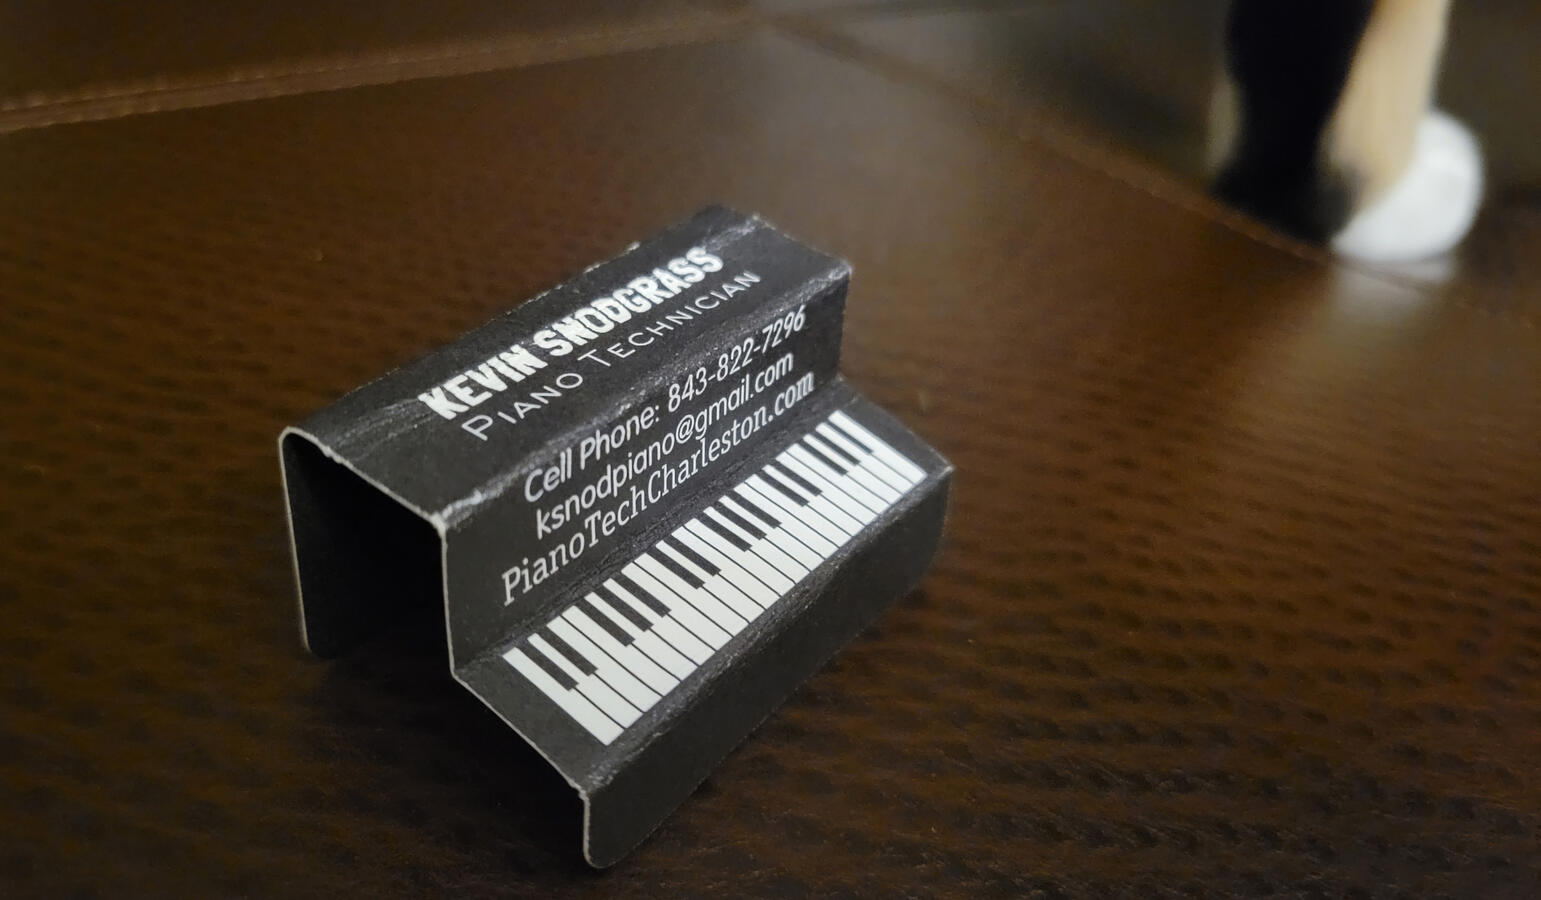 KEVIN SNODGRASS
PIANO TECHNICIAN
Cell Phone: 843-822-7296
ksnodpiano@gmail.com
PianoTechCharleston.com